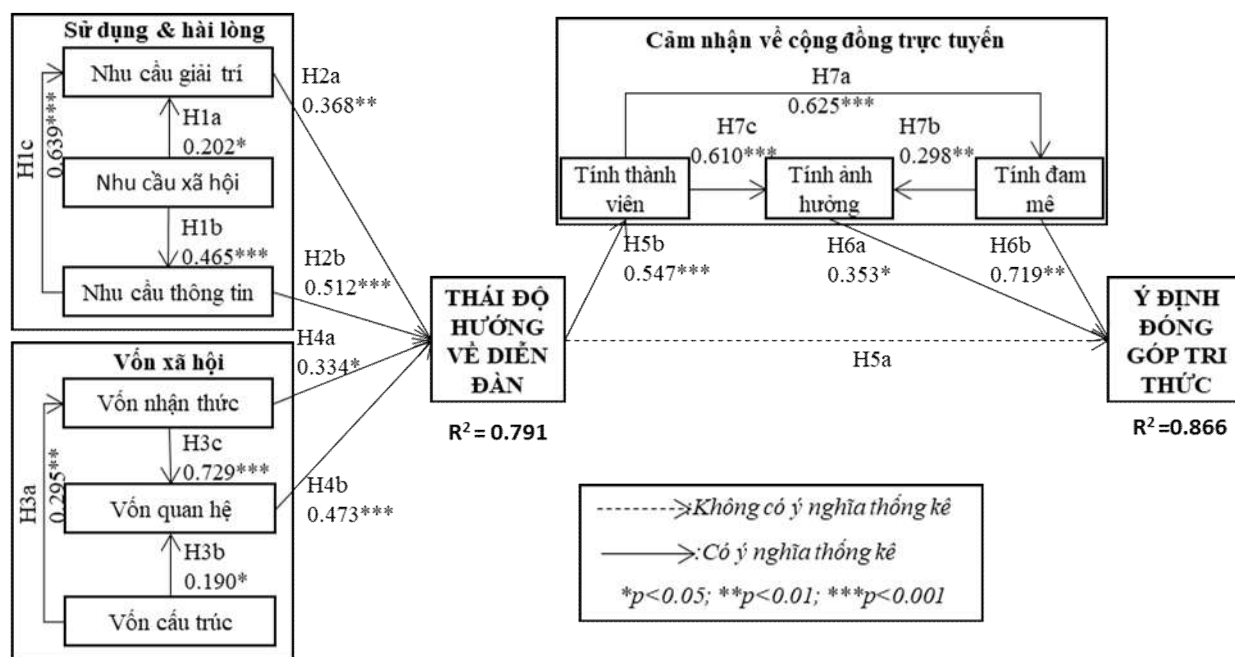 Sử dụng & hài lòng
Nhu cầu giải trí
H1a
0.202*
Nhu cầu xã hội
H1b
0.465***
Nhu cầu thông tin
H1c
0.639***
H2a
0.368**
H2b
0.512***
Vốn xã hội
Vốn nhận thức
H3c
0.729***
Vốn quan hệ
H3b
0.190*
Vốn cấu trúc
H3a
0.295**
H4a
0.334*
H4b
0.473***
THÁI ĐỘ
HƯỚNG
VỀ DIỄN
ĐÀN
R² = 0.791
Cảm nhận về cộng đồng trực tuyến
H7a
0.625***
H7c
0.610***
H7b
0.298**
Tính thành
viên
Tính ảnh
hưởng
Tính đam
mê
H5b
0.547***
H6a
0.353*
H6b
0.719**
H5a
Ý ĐỊNH
ĐÓNG
GÓP TRI
THỨC
R² =0.866
:Không có ý nghĩa thống kê
:Có ý nghĩa thống kê
*p<0.05; **p<0.01; ***p<0.001